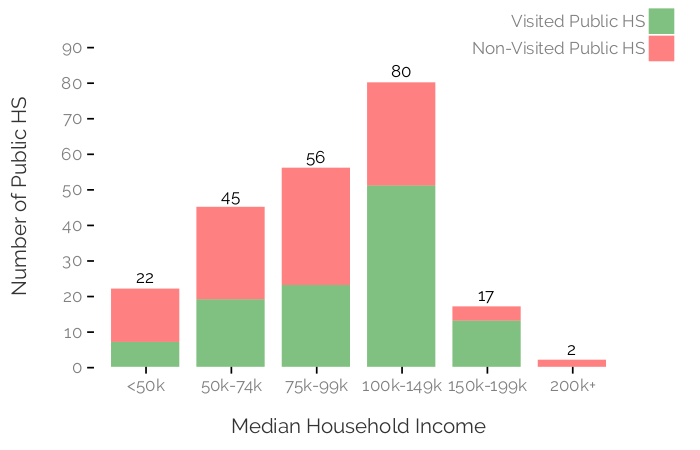 Visited Public HS
Non-Visited Public HS
Number of Public HS
90
80
70
60
50
40
30
20
10
0
22
45
56
80
17
2
<50k
50k-74k
75k-99k
100k-149k
150k-199k
200k+
Median Household Income